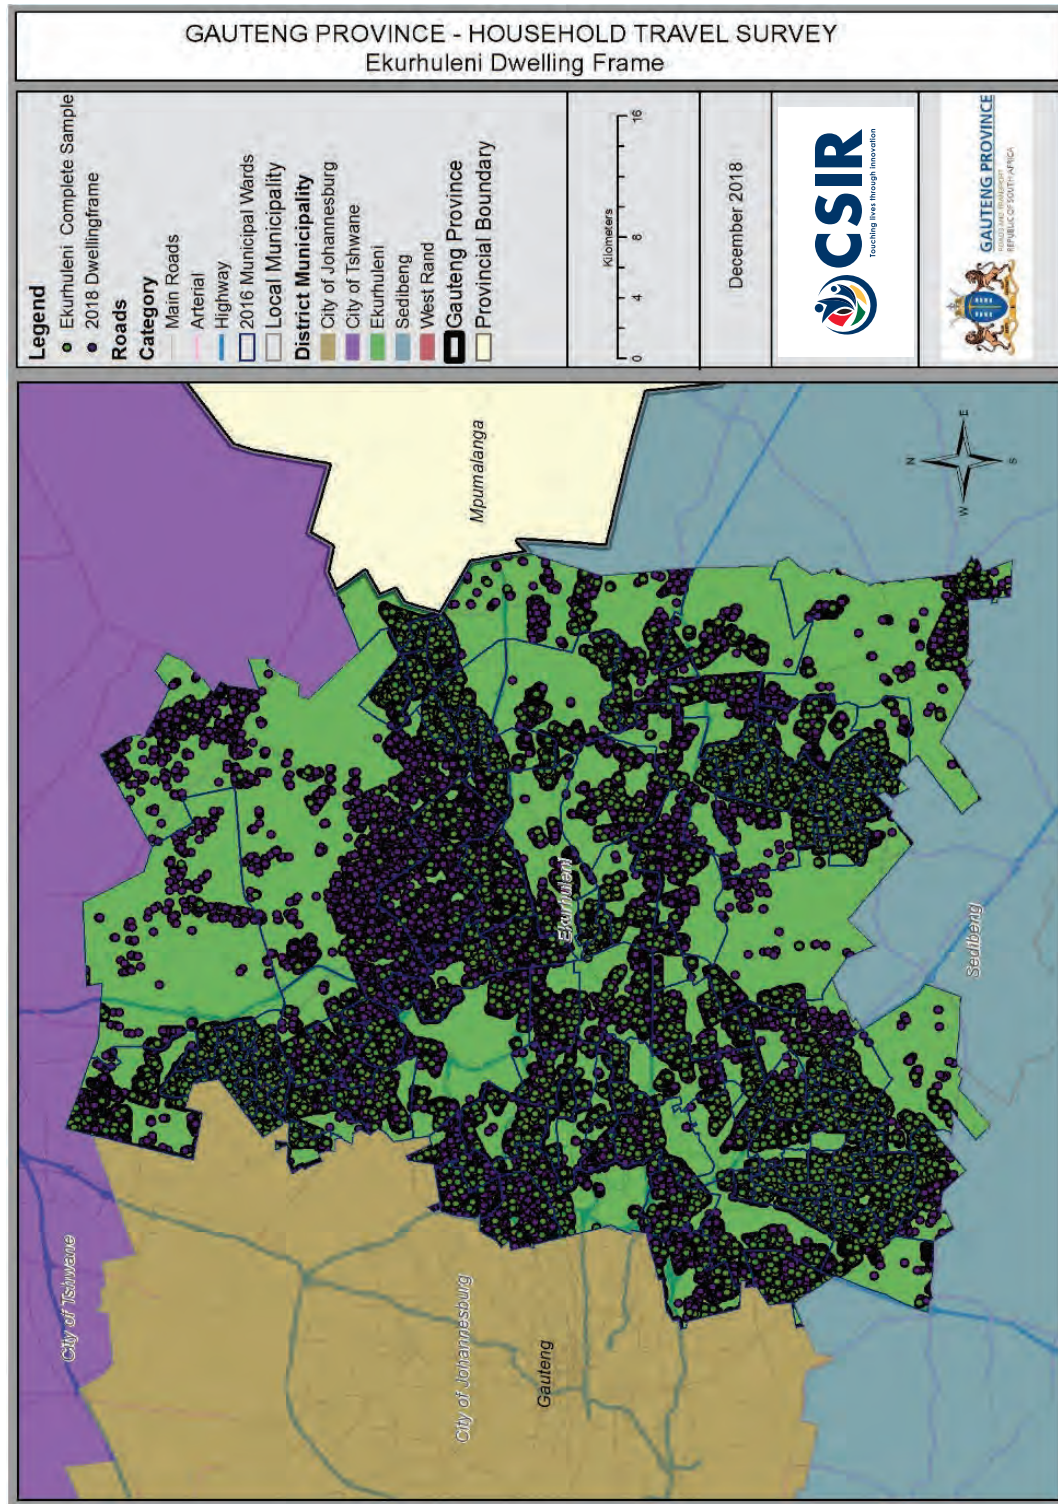 GAUTENG PROVINCE - HOUSEHOLD TRAVEL SURVEY
Ekurhuleni Dwelling Frame
Legend
Ekurhuleni Complete Sample
2018 Dwellingframe
Roads
Category
Main Roads
Arterial
Highway
2016 Municipal Wards
Local Municipality
District Municipality
City of Johannesburg
City of Tshwane
Ekurhuleni
Sedibeng
West Rand
Gauteng Province
Provincial Boundary
Kilometers
0 4 8 16
December 2018
CSIR
Touching lives through innovation
GAUTENG PROVINCE
ROADS AND TRANSPORT
REPUBLIC OF SOUTH AFRICA
City of Tshwane
Mpumalanga
City of Johannesburg
Gauteng
Ekurhuleni
Sedibeng
N
E
S
W